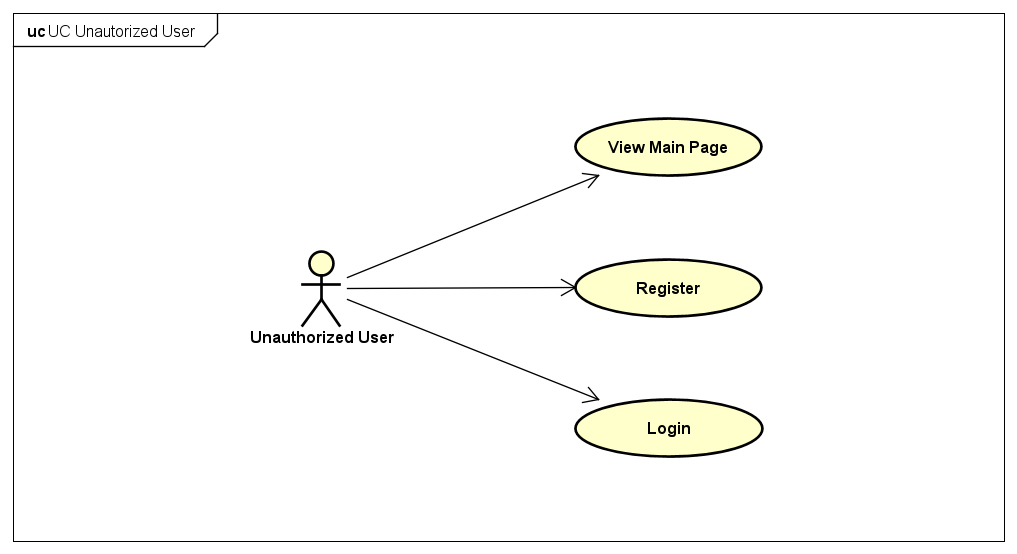 uc UC Unautorized User
View Main Page
Register
Unauthorized User
Login